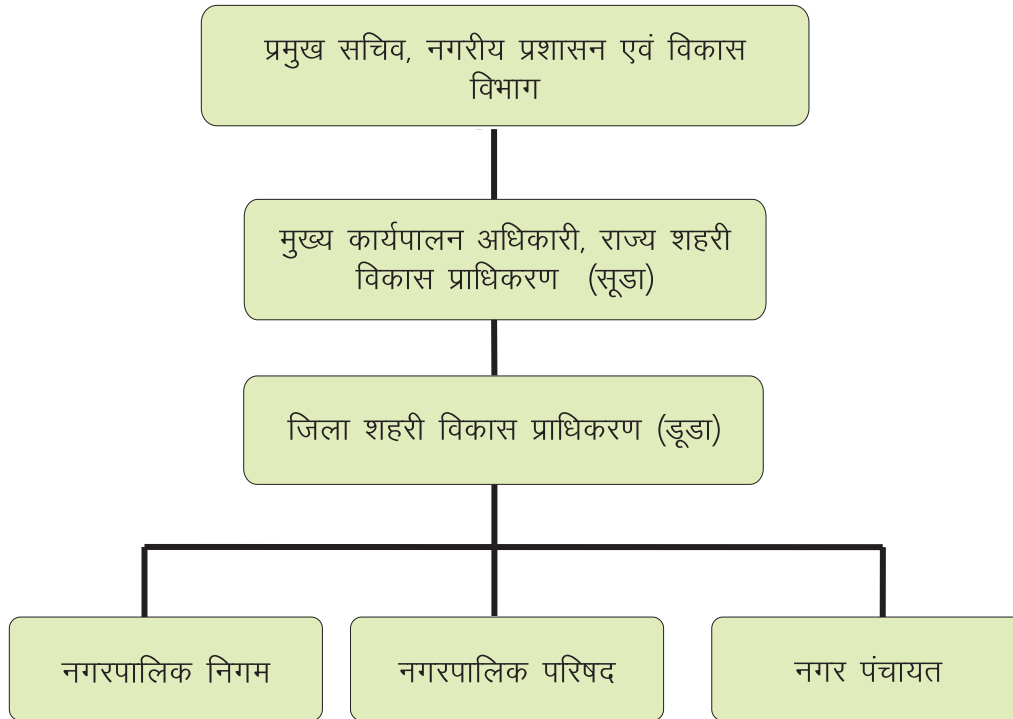 प्रमुख सचिव, नगरीय प्रशासन एवं विकास
विभाग
मुख्य कार्यपालन अधिकारी, राज्य शहरी
विकास प्राधिकरण (सूडा)
जिला शहरी विकास प्राधिकरण (डूडा)
नगरपालिक निगम
नगरपालिक परिषद
नगर पंचायत